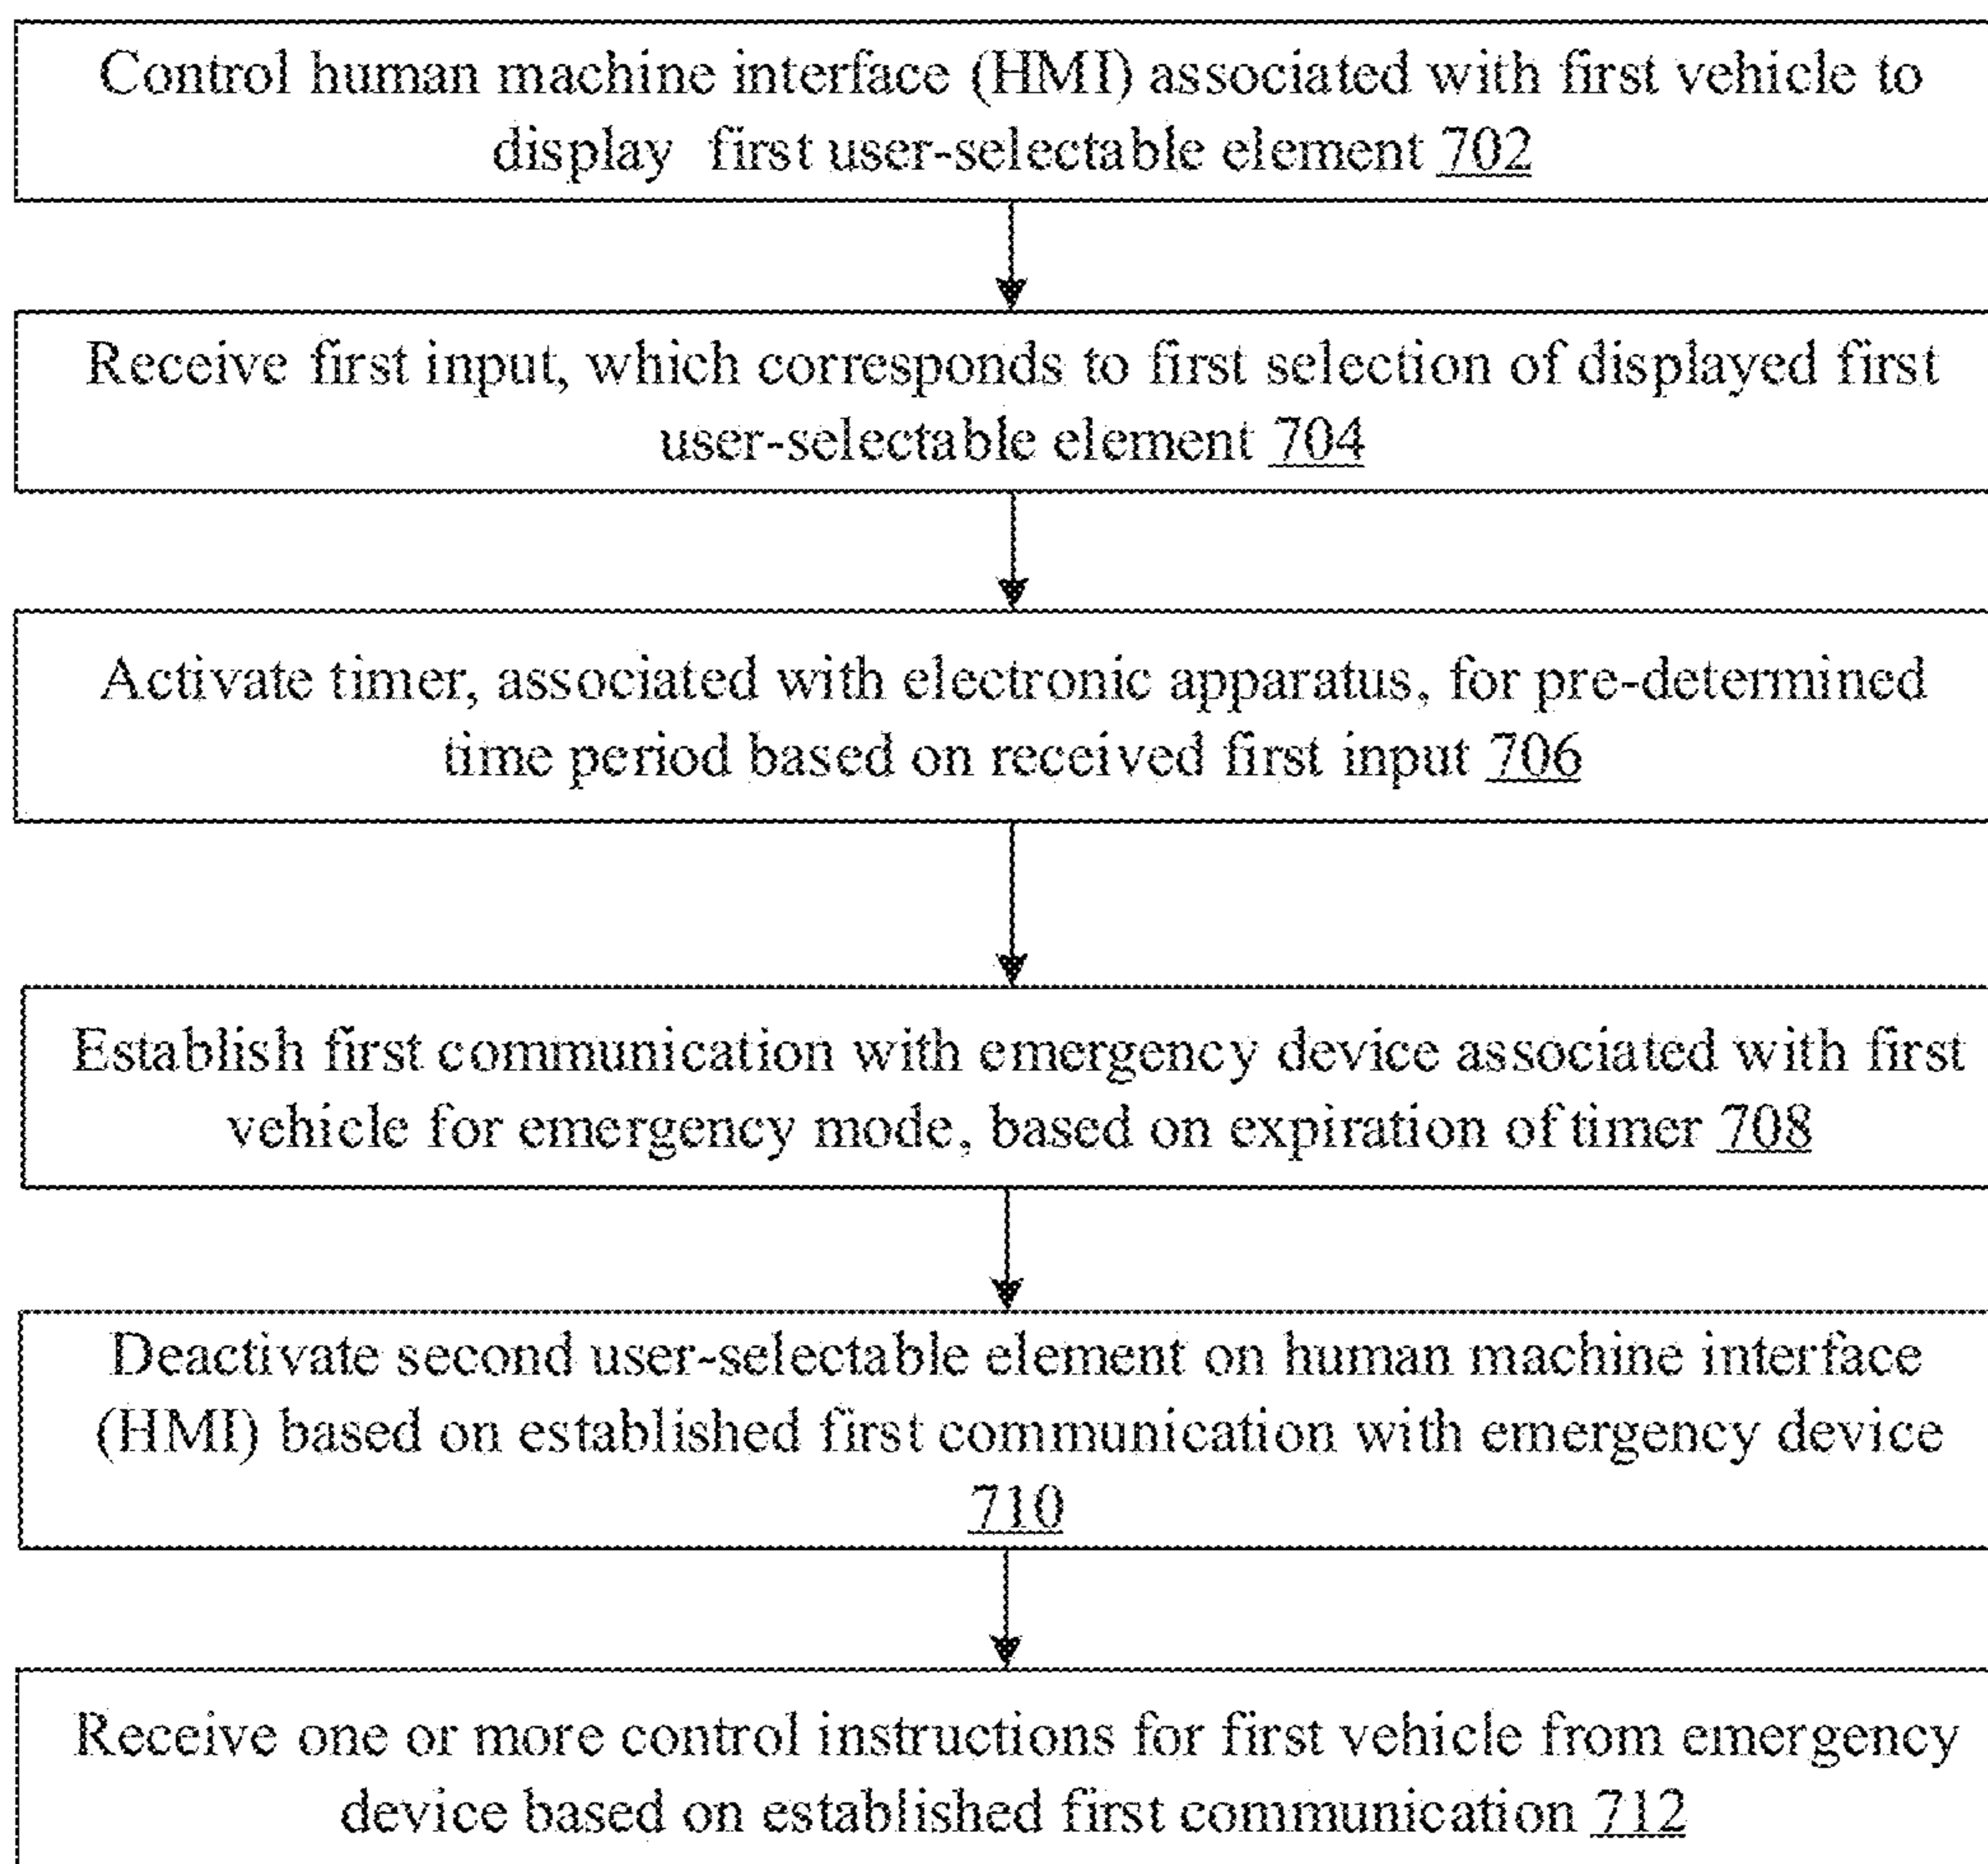 Control human machine interface (HMI) associated with first vehicle to
display first user-selectable element 702
Receive first input, which corresponds to first selection of displayed first
user-selectable element 704
Activate timer, associated with electronic apparatus, for pre-determined
time period based on received first input 706
Establish first communication with emergency device associated with first
vehicle for emergency mode, based on expiration of timer 708
Deactivate second user-selectable element on human machine interface
(HMI) based on established first communication with emergency device
710
Receive one or more control instructions for first vehicle from emergency
device based on established first communication 712